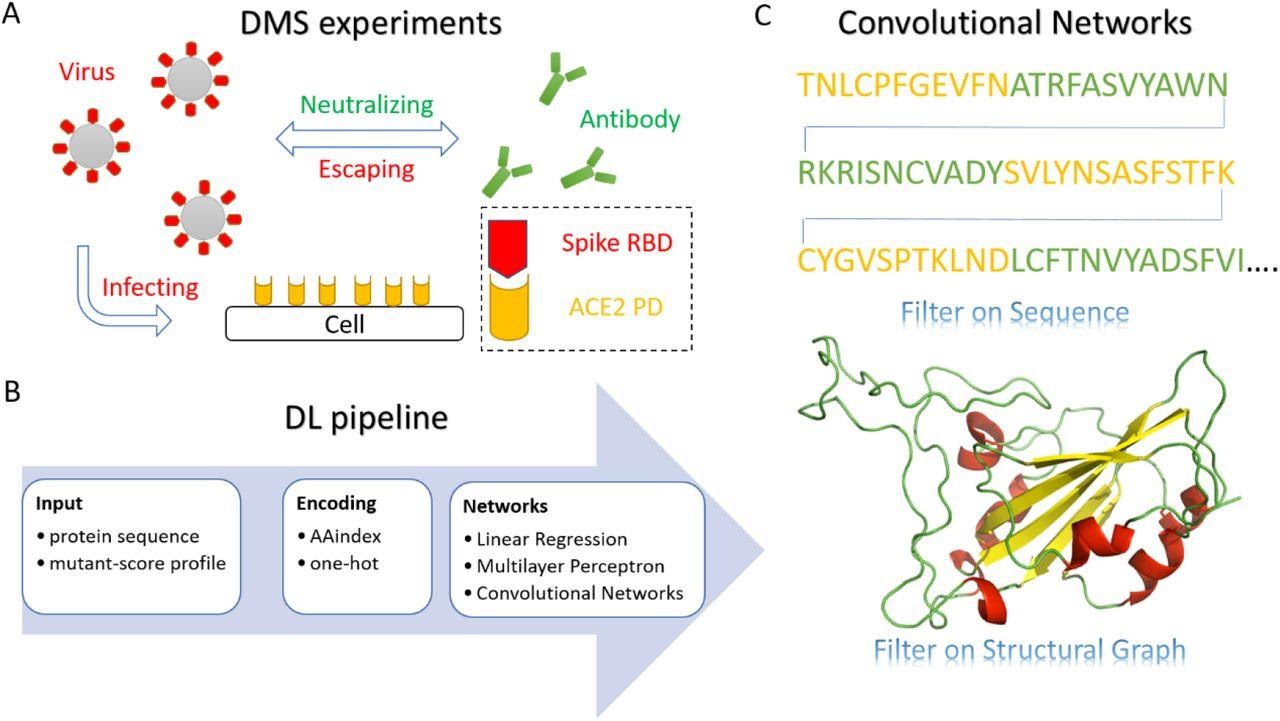 A
DMS experiments
Virus
Neutralizing
Escaping
Antibody
Infecting
Cell
Spike RBD
ACE2 PD
B
DL pipeline
Input
• protein sequence
• mutant-score profile
Encoding
• AAindex
• one-hot
Networks
• Linear Regression
• Multilayer Perceptron
• Convolutional Networks
C
Convolutional Networks
TNLCPFGEVFNATRFASVYAWN
RKRISNCVADYSVLYNSASFSTFK
CYGVSPTKLNDLCFTNVYADSFVI....
Filter on Sequence
Filter on Structural Graph